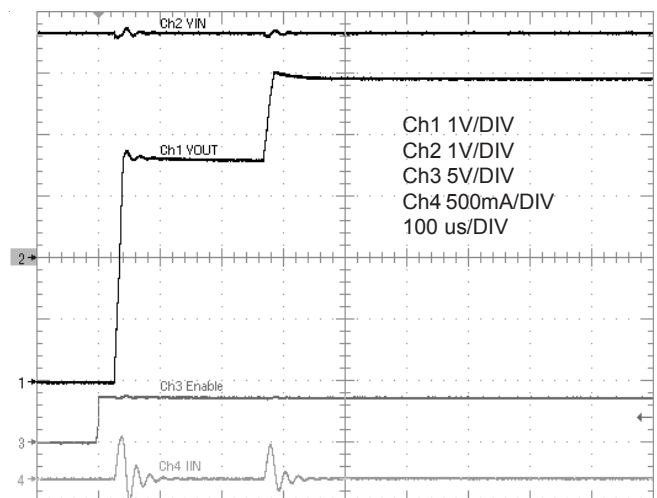 Ch2 VIN
Ch1 VOUT
Ch1 1V/DIV
Ch2 1V/DIV
Ch3 5V/DIV
Ch4 500mA/DIV
100 us/DIV
2
1
Ch3 Enable
3
Ch4 IIN
4